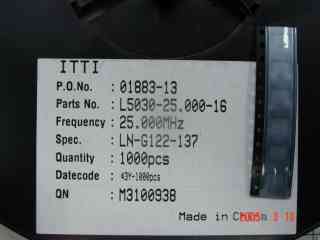 ITTI
P.O.No. : 01883-13
Parts No. : L5030-25.000-16
Frequency : 25.000MHz
Spec. : LN-G122-137
Quantity : 1000pcs
Datecode : 43Y-1000pcs
QN : M3100938
Made in China